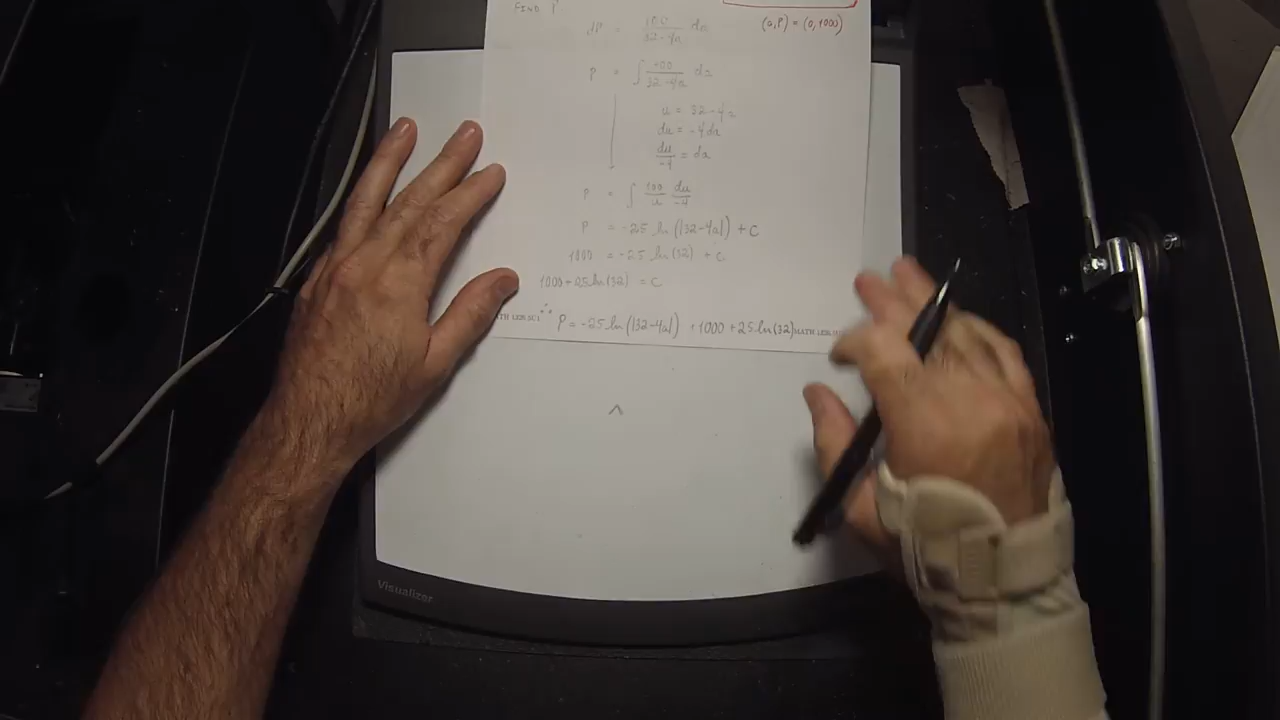 FIND P
(a,P) = (0,1000)
dP = 100/(32-4a) da
P = ∫ 100/(32-4a) da
u = 32-4a
du = -4da
du/-4 = da
P = ∫ 100/u du/-4
P = -25 ln(|32-4a|) + C
1000 = -25 ln(32) + C
1000+25ln(32) = C
∴ P = -25 ln(|32-4a|) + 1000 + 25 ln(32)
Visualizer